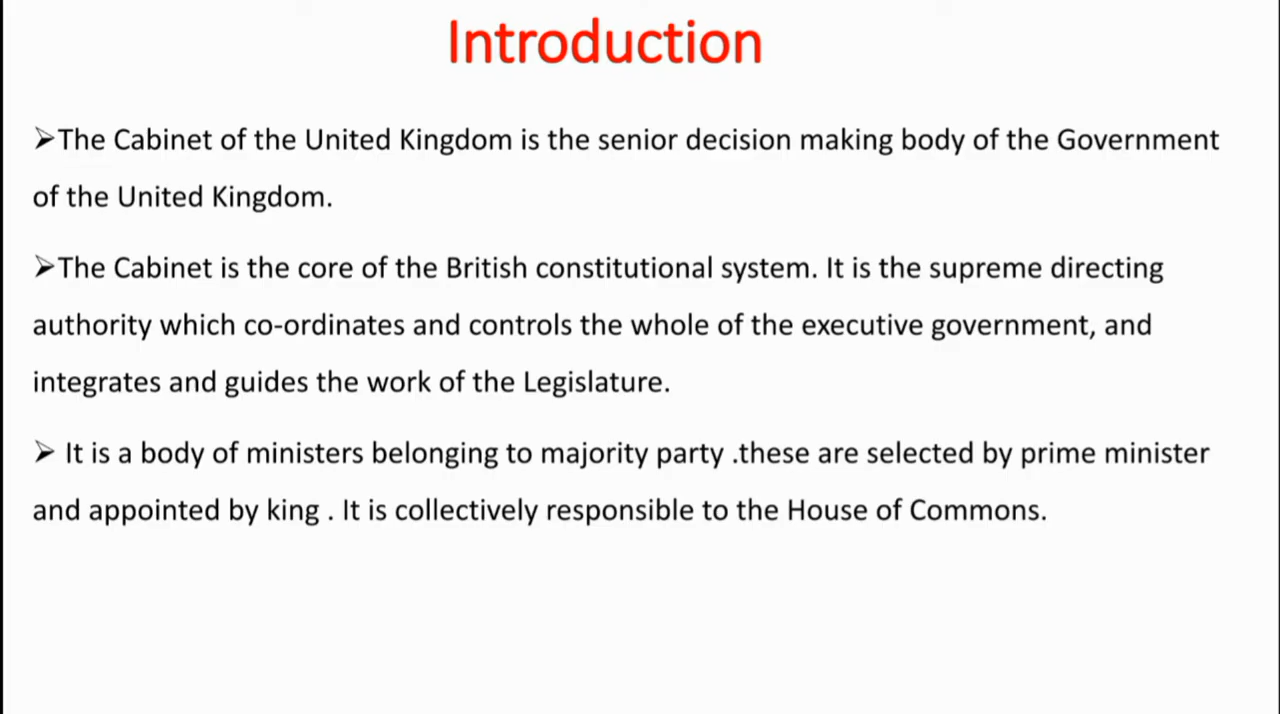 Introduction
➢The Cabinet of the United Kingdom is the senior decision making body of the Government
of the United Kingdom.
➢The Cabinet is the core of the British constitutional system. It is the supreme directing
authority which co-ordinates and controls the whole of the executive government, and
integrates and guides the work of the Legislature.
➢ It is a body of ministers belonging to majority party .these are selected by prime minister
and appointed by king . It is collectively responsible to the House of Commons.